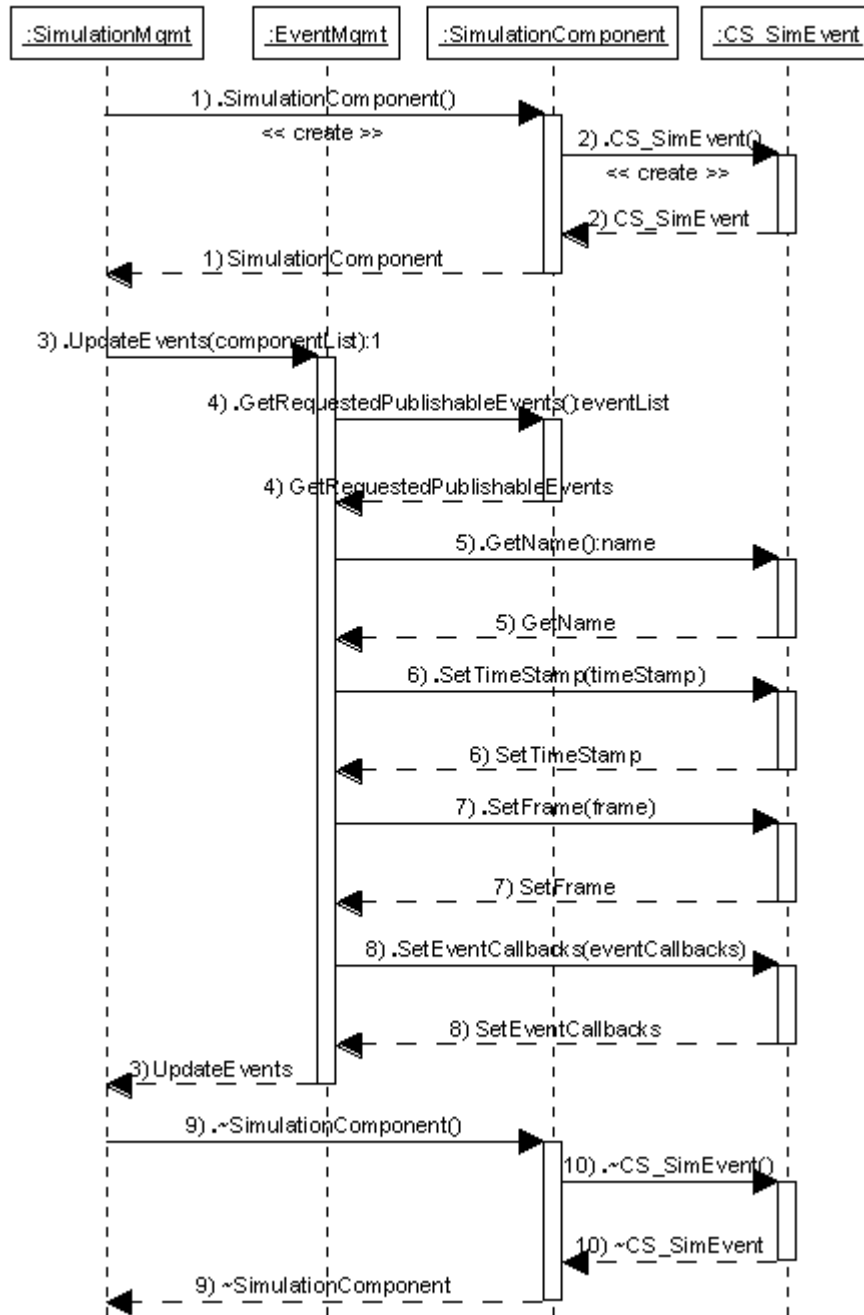 :SimulationMgmt
:EventMgmt
:SimulationComponent
:CS_SimEvent
1) .SimulationComponent()
<< create >>
2) .CS_SimEvent()
<< create >>
2) CS_SimEvent
1) SimulationComponent
3) .UpdateEvents(componentList):1
4) .GetRequestedPublishableEvents():eventList
4) GetRequestedPublishableEvents
5) .GetName():name
5) GetName
6) .SetTimeStamp(timeStamp)
6) SetTimeStamp
7) .SetFrame(frame)
7) SetFrame
8) .SetEventCallbacks(eventCallbacks)
8) SetEventCallbacks
3) UpdateEvents
9) .~SimulationComponent()
10) .~CS_SimEvent()
10) ~CS_SimEvent
9) ~SimulationComponent